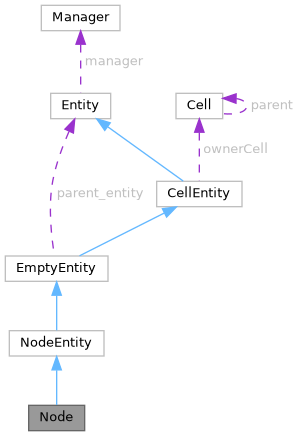 Manager
manager
Entity
Cell
parent
ownerCell
parent_entity
CellEntity
EmptyEntity
NodeEntity
Node